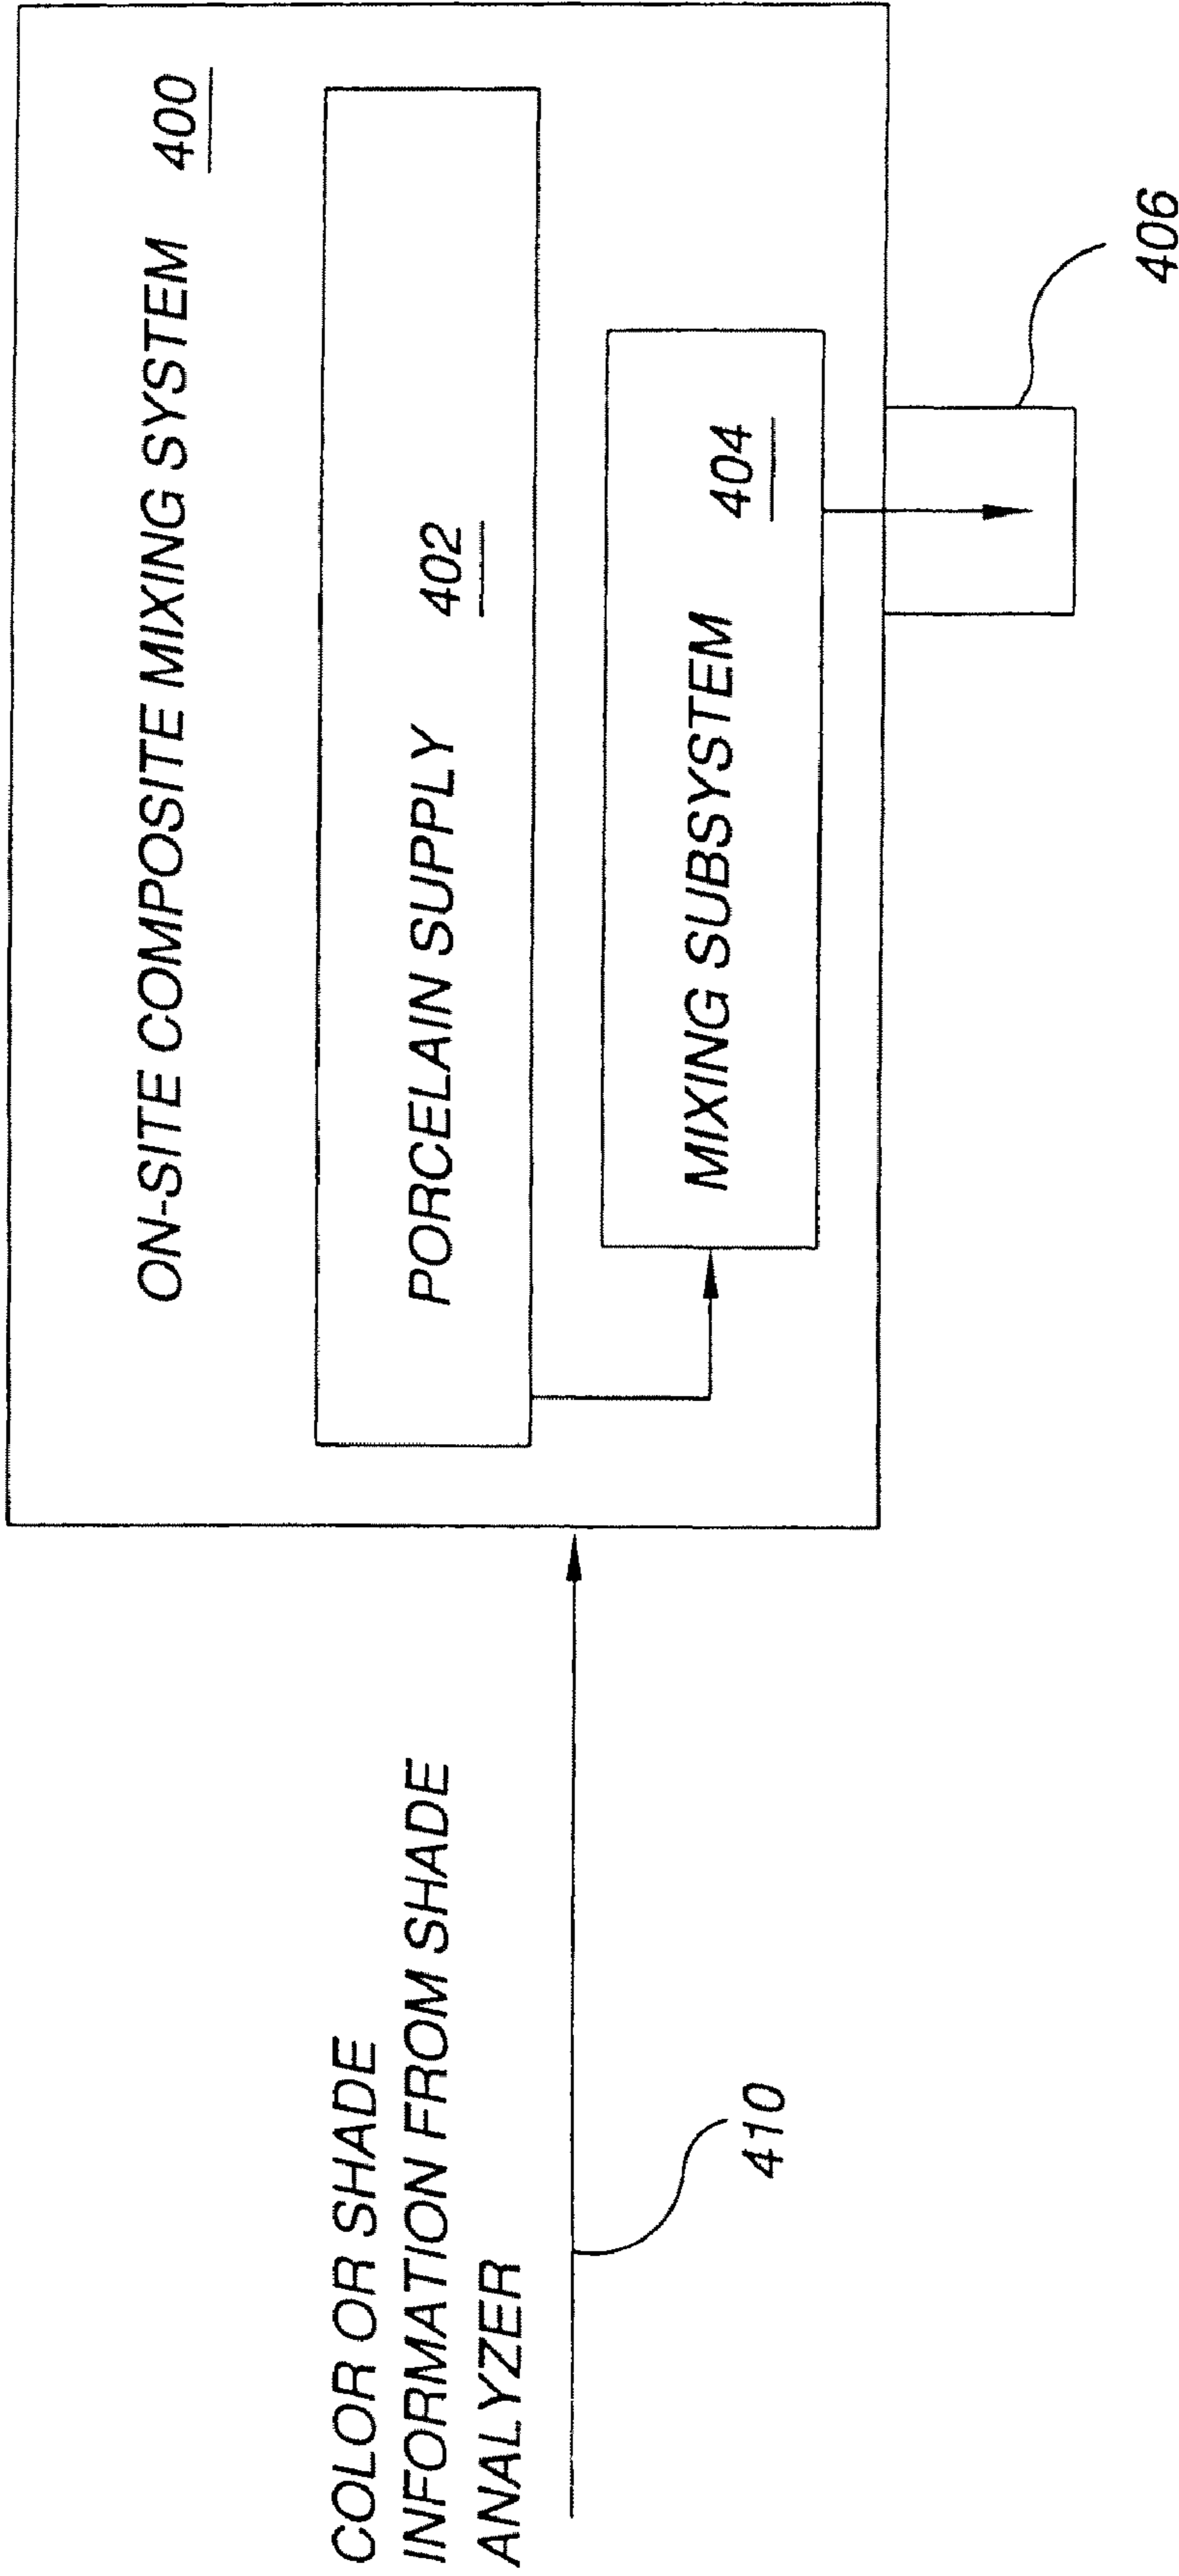 ON-SITE COMPOSITE MIXING SYSTEM 400
PORCELAIN SUPPLY 402
MIXING SUBSYSTEM 404
406
COLOR OR SHADE
INFORMATION FROM SHADE
ANALYZER
410